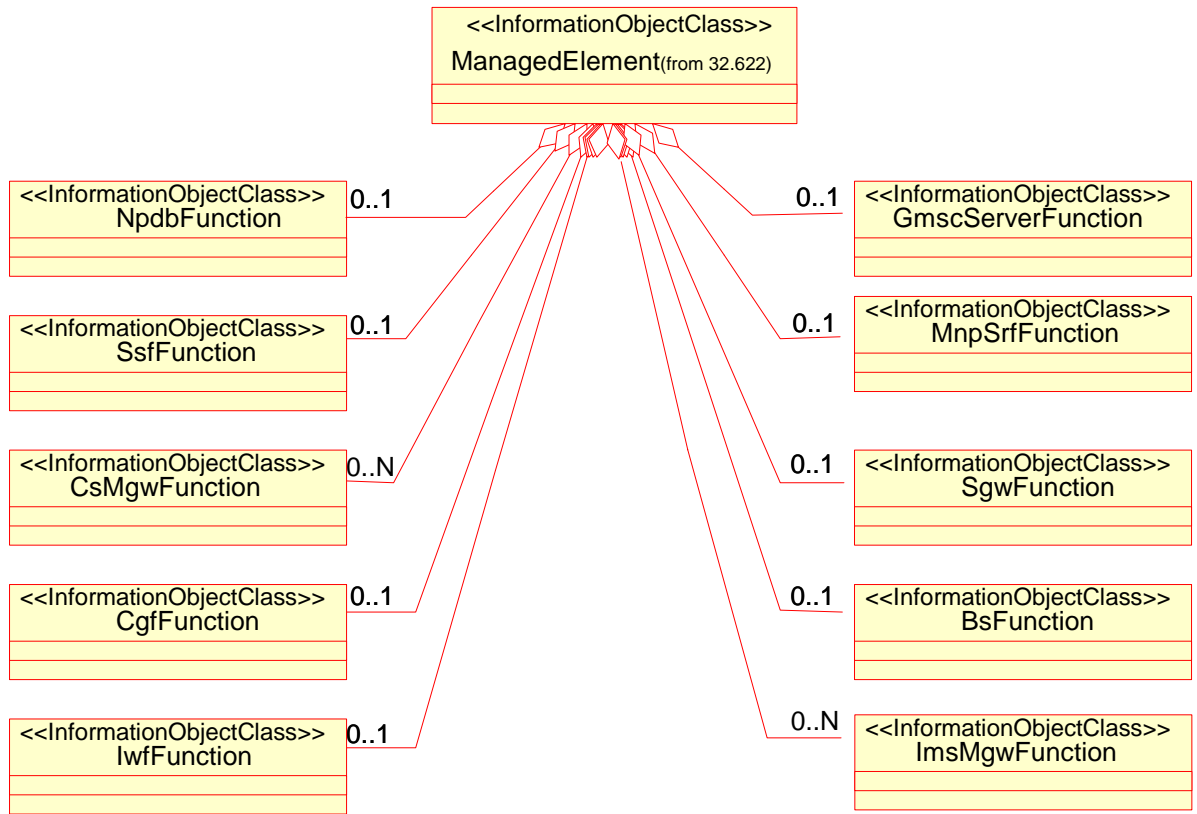 <<InformationObjectClass>>
ManagedElement(from 32.622)
<<InformationObjectClass>>
NpdbFunction
0..1
0..1
<<InformationObjectClass>>
GmscServerFunction
<<InformationObjectClass>>
SsfFunction
0..1
0..1
<<InformationObjectClass>>
MnpSrfFunction
<<InformationObjectClass>>
CsMgwFunction
0..N
0..1
<<InformationObjectClass>>
SgwFunction
<<InformationObjectClass>>
CgfFunction
0..1
0..1
<<InformationObjectClass>>
BsFunction
<<InformationObjectClass>>
IwfFunction
0..1
0..N
<<InformationObjectClass>>
ImsMgwFunction